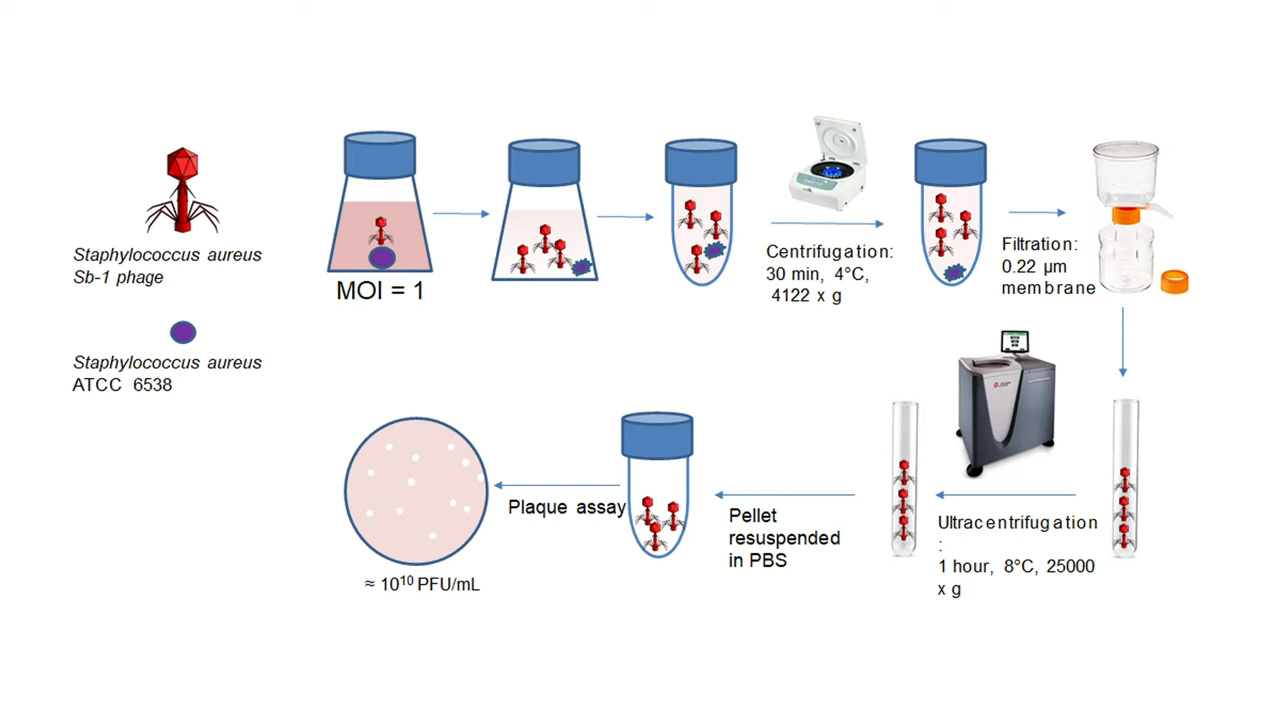 Staphylococcus aureus
Sb-1 phage
Staphylococcus aureus
ATCC 6538
MOI = 1
Centrifugation:
30 min, 4°C,
4122 x g
Filtration:
0.22 µm
membrane
Ultracentrifugation
:
1 hour, 8°C, 25000
x g
Pellet
resuspended
in PBS
Plaque assay
≈ 10¹⁰ PFU/mL